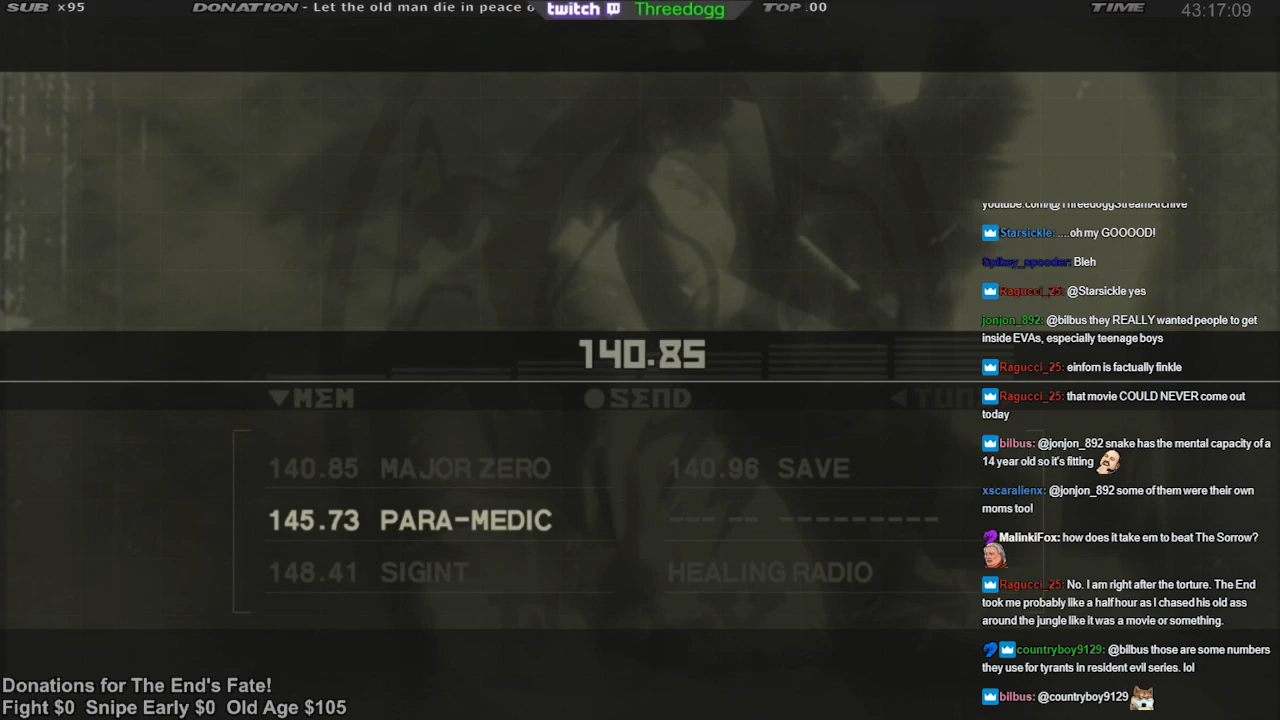 SUB ×95 DONATION - Let the old man die in peace o twitch Threedogg TOP .00 TIME 43:17:09
youtube.com/@ThreedoggStreamArchive
Starsickle: ....oh my GOOOOD!
Spikey_spooder: Bleh
Ragucci_25: @Starsickle yes
jonjon_892: @bilbus they REALLY wanted people to get
inside EVAs, especially teenage boys
140.85
Ragucci_25: einforn is factually finkle
▼MEM ●SEND ◀TUN
Ragucci_25: that movie COULD NEVER come out
today
bilbus: @jonjon_892 snake has the mental capacity of a
14 year old so it's fitting
140.85 MAJOR ZERO 140.96 SAVE
xscaralienx: @jonjon_892 some of them were their own
moms too!
145.73 PARA-MEDIC --- -- ---------
MalinkiFox: how does it take em to beat The Sorrow?
148.41 SIGINT HEALING RADIO
Ragucci_25: No. I am right after the torture. The End
took me probably like a half hour as I chased his old ass
around the jungle like it was a movie or something.
countryboy9129: @bilbus those are some numbers
they use for tyrants in resident evil series. lol
bilbus: @countryboy9129
Donations for The End's Fate!
Fight $0 Snipe Early $0 Old Age $105